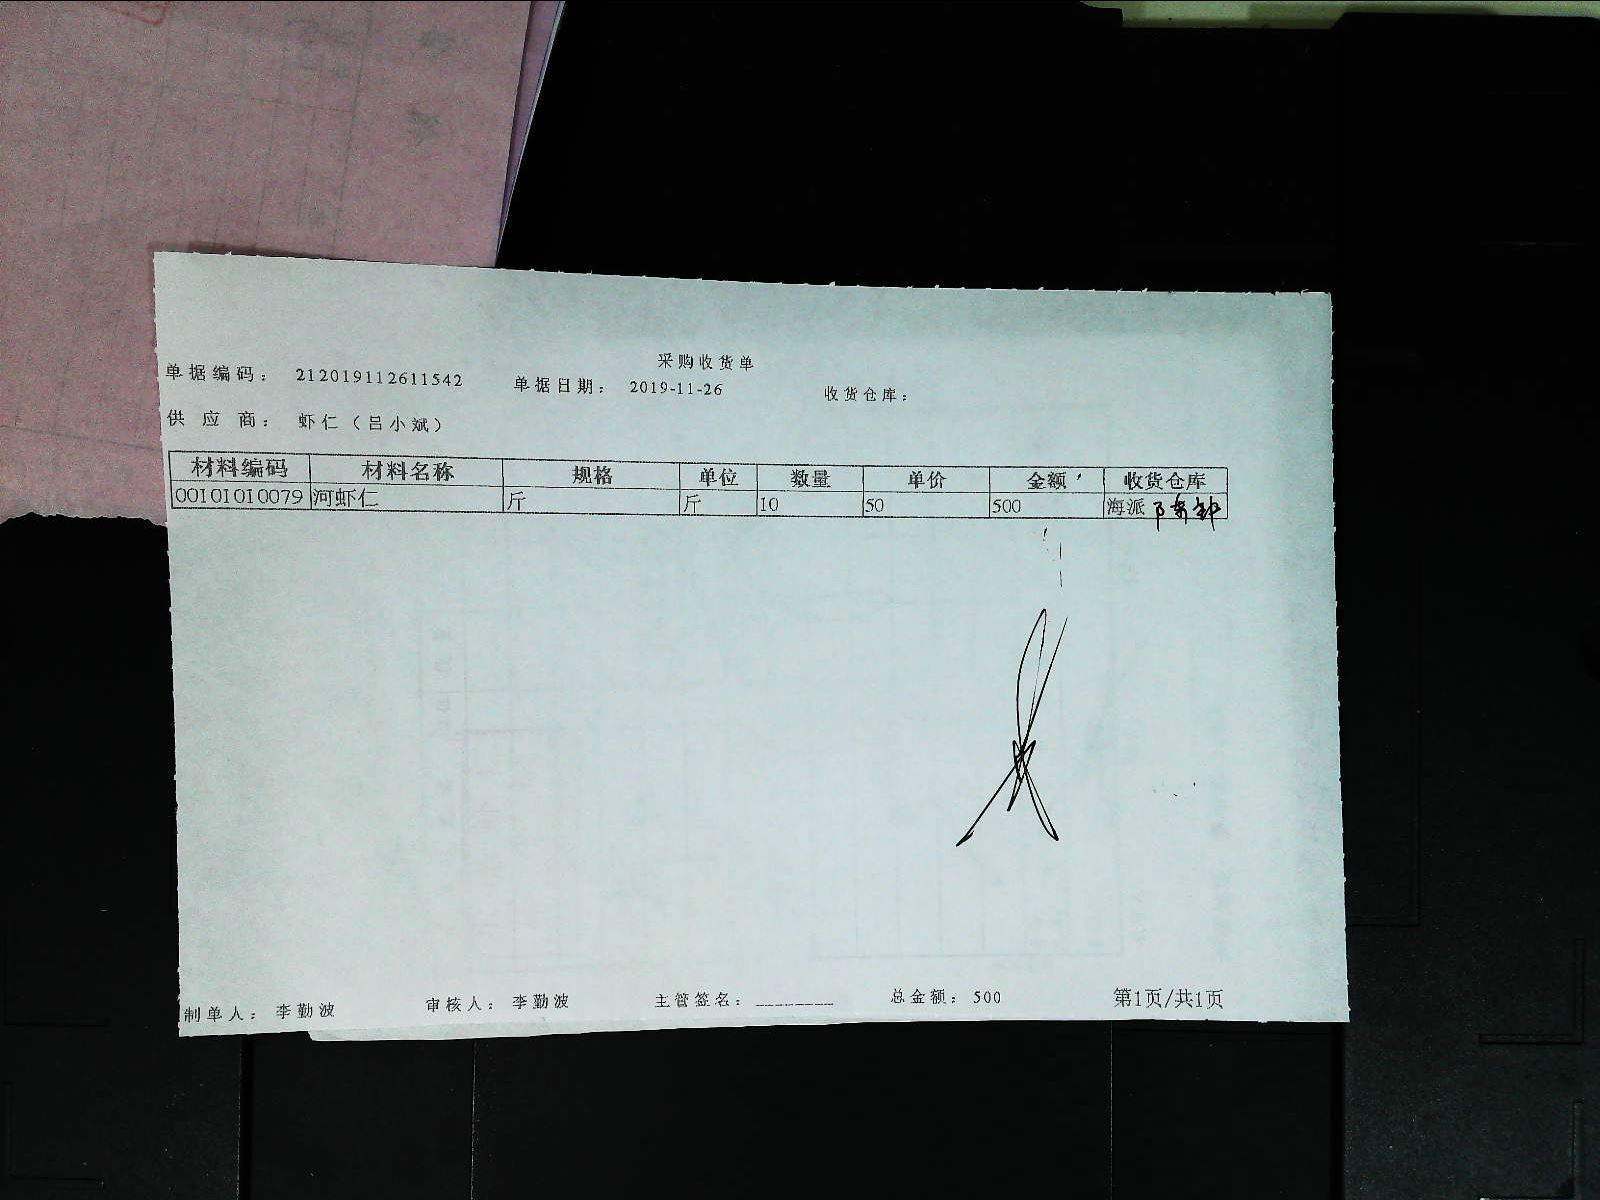 采购收货单
单据编码： 212019112611542 单据日期： 2019-11-26 收货仓库：
供应商： 虾仁（吕小斌）
材料编码 材料名称 规格 单位 数量 单价 金额 收货仓库
00101010079 河虾仁 斤 斤 10 50 500 海派
制单人： 李勤波 审核人： 李勤波 主管签名： 总金额： 500 第1页/共1页